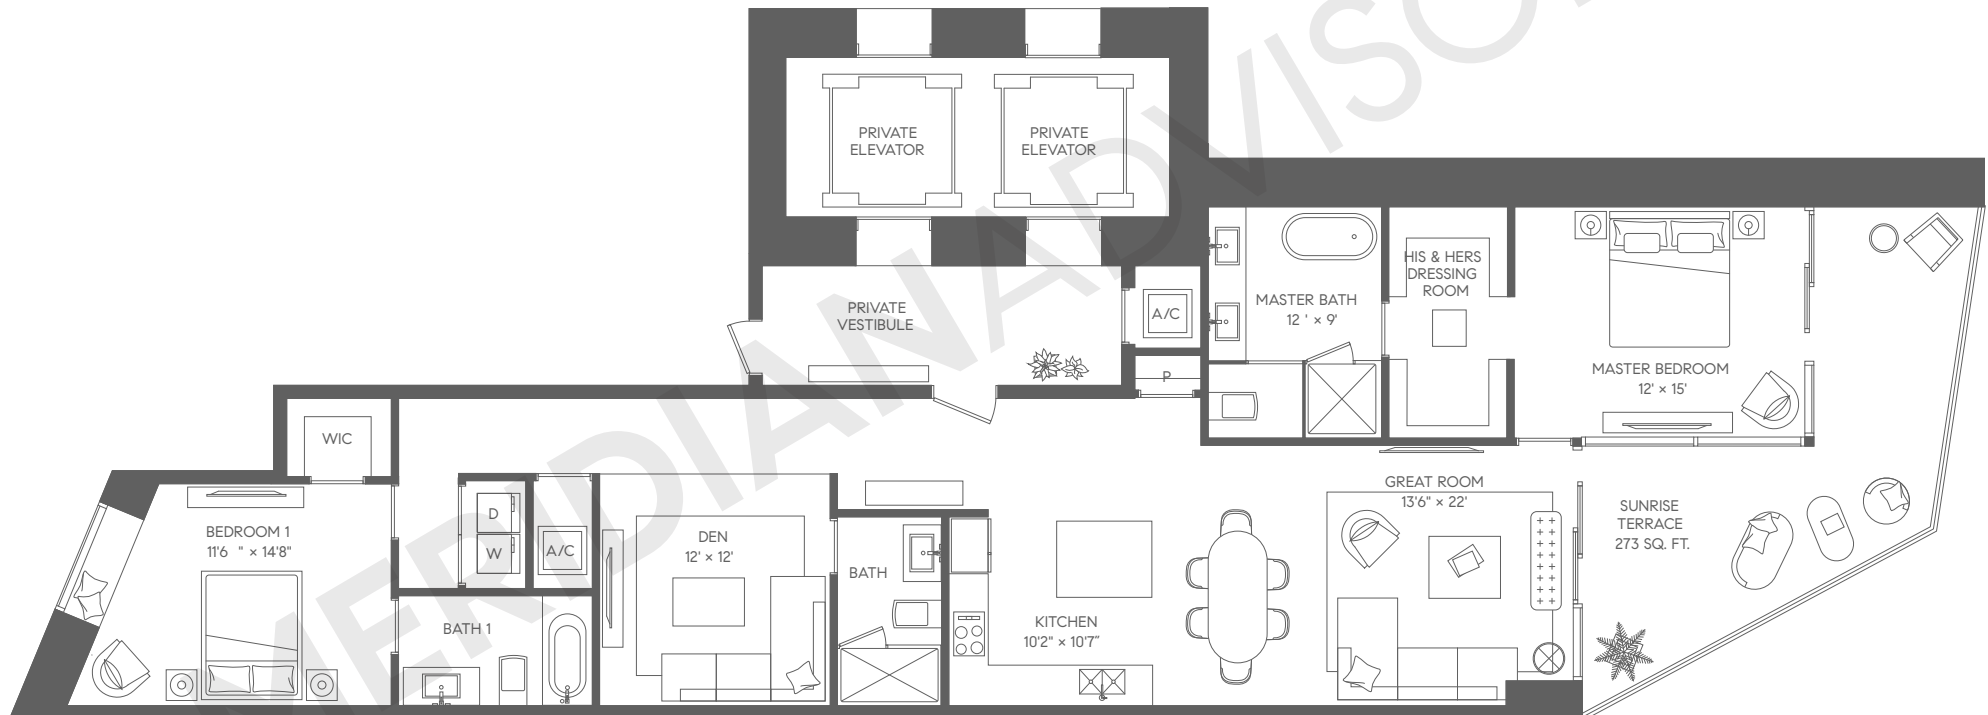 MERIDIANADVISO
PRIVATE
ELEVATOR
PRIVATE
ELEVATOR
PRIVATE
VESTIBULE
A/C
P
MASTER BATH
12 ' × 9'
HIS & HERS
DRESSING
ROOM
MASTER BEDROOM
12' × 15'
WIC
BEDROOM 1
11'6 " × 14'8"
D
W
A/C
BATH 1
DEN
12' × 12'
BATH
KITCHEN
10'2" × 10'7"
GREAT ROOM
13'6" × 22'
SUNRISE
TERRACE
273 SQ. FT.